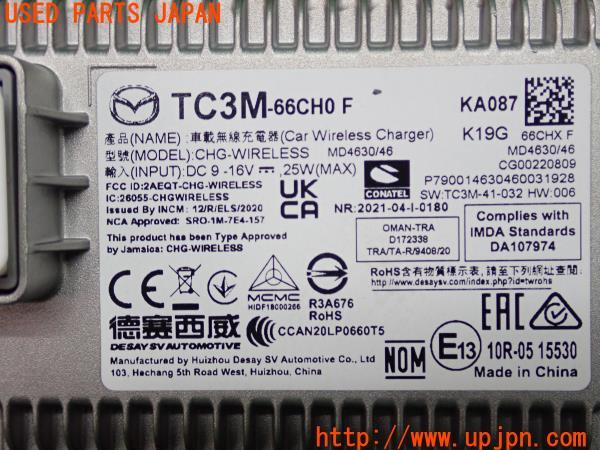 USED PARTS JAPAN
TC3M-66CH0 F
KA087
產品(NAME): 車載無線充電器(Car Wireless Charger)
K19G 66CHX F
型號(MODEL): CHG-WIRELESS MD4630/46
MD4630/46
輸入(INPUT): DC 9 -16V ⎓ ,25W(MAX)
CG00220809
FCC ID:2AEQT-CHG-WIRELESS
P790014630460031928
IC:26055-CHGWIRELESS
UK CA
CONATEL
SW:TC3M-41-032 HW:006
Issued By INCM: 12/R/ELS/2020
NR:2021-04-I-0180
NCA Approved: SRO-1M-7E4-157
This product has been Type Approved
by Jamaica: CHG-WIRELESS
OMAN-TRA
D172338
TRA/TA-R/9408/20
Complies with
IMDA Standards
DA107974
RoHS含有物質標示表,請至下列網址查閱
http://www.desaysv.com/index.php?id=twrohs
CE
MCMC
HIDF18000266
R3A676
RoHS
EAC
德赛西威
DESAY SV AUTOMOTIVE
CCAN20LP0660T5
Manufactured by Huizhou Desay SV Automotive Co., Ltd
103, Hechang 5th Road West, Huizhou, China
NOM
E13
10R-05 15530
Made in China
http://www.upjpn.com/